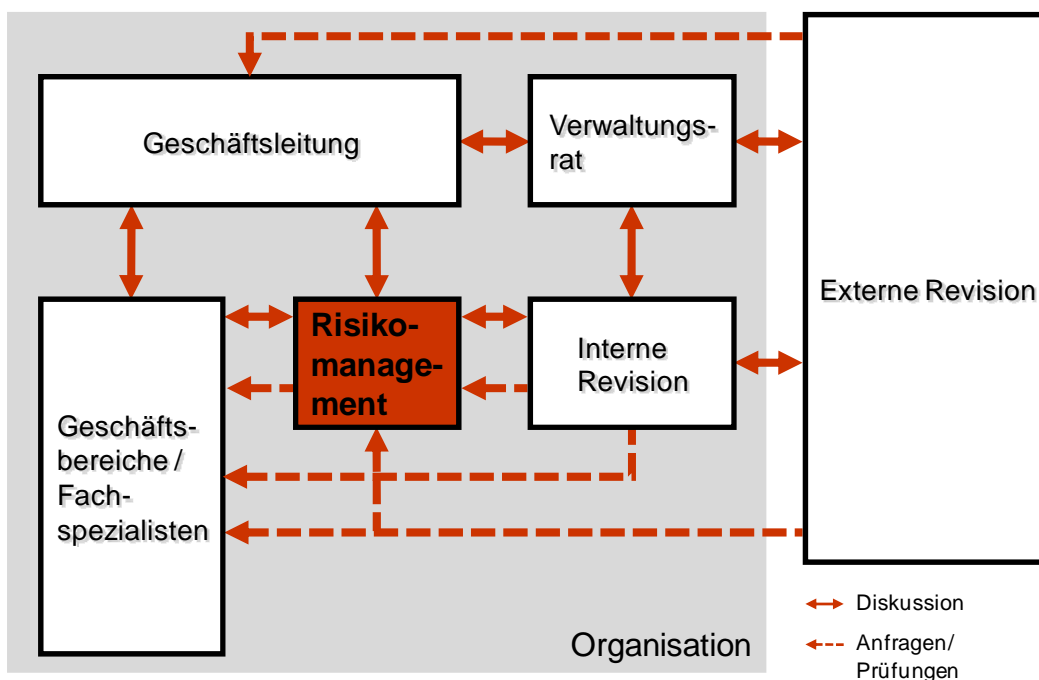 Geschäftsleitung
Verwaltungs-
rat
Externe Revision
Risiko-
manage-
ment
Interne
Revision
Geschäfts-
bereiche /
Fach-
spezialisten
Organisation
Diskussion
Anfragen/
Prüfungen